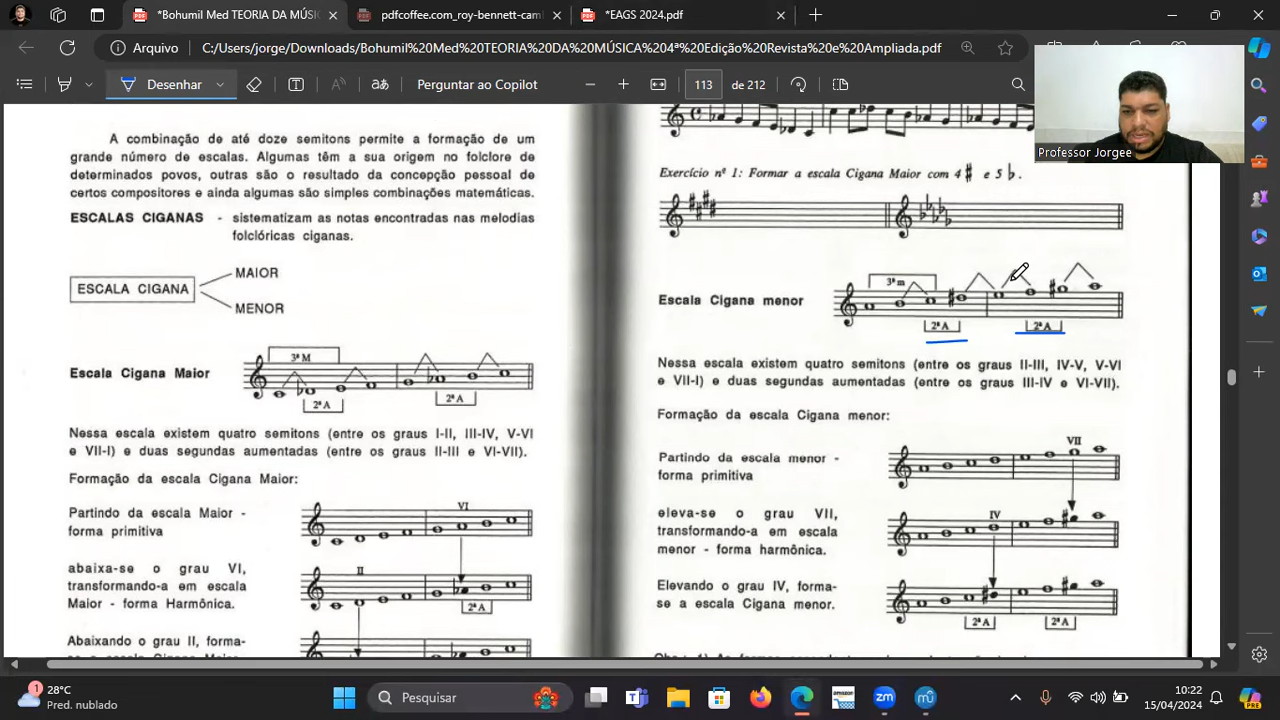 *Bohumil Med TEORIA DA MÚSI
pdfcoffee.com_roy-bennett-caml
*EAGS 2024.pdf
Arquivo
C:/Users/jorge/Downloads/Bohumil%20Med%20TEORIA%20DA%20MÚSICA%204ª%20Edição%20Revista%20e%20Ampliada.pdf
Desenhar
aあ
Perguntar ao Copilot
113 de 212
Professor Jorgee
A combinação de até doze semitons permite a formação de um
grande número de escalas. Algumas têm a sua origem no folclore de
determinados povos, outras são o resultado da concepção pessoal de
certos compositores e ainda algumas são simples combinações matemáticas.
ESCALAS CIGANAS - sistematizam as notas encontradas nas melodias
folclóricas ciganas.
ESCALA CIGANA
MAIOR
MENOR
3ª M
Escala Cigana Maior
2ª A
2ª A
Nessa escala existem quatro semitons (entre os graus I-II, III-IV, V-VI
e VII-I) e duas segundas aumentadas (entre os graus II-III e VI-VII).
Formação da escala Cigana Maior:
Partindo da escala Maior -
forma primitiva
VI
abaixa-se o grau VI,
transformando-a em escala
Maior - forma Harmônica.
II
2ª A
Abaixando o grau II, forma-
Exercício nº 1: Formar a escala Cigana Maior com 4 # e 5 ♭.
3ª m
Escala Cigana menor
2ª A
2ª A
Nessa escala existem quatro semitons (entre os graus II-III, IV-V, V-VI
e VII-I) e duas segundas aumentadas (entre os graus III-IV e VI-VII).
Formação da escala Cigana menor:
Partindo da escala menor -
forma primitiva
VII
eleva-se o grau VII,
transformando-a em escala
menor - forma harmônica.
IV
Elevando o grau IV, forma-
se a escala Cigana menor.
2ª A
2ª A
1
28°C
Pred. nublado
Pesquisar
amazon
zm
10:22
15/04/2024
PRE